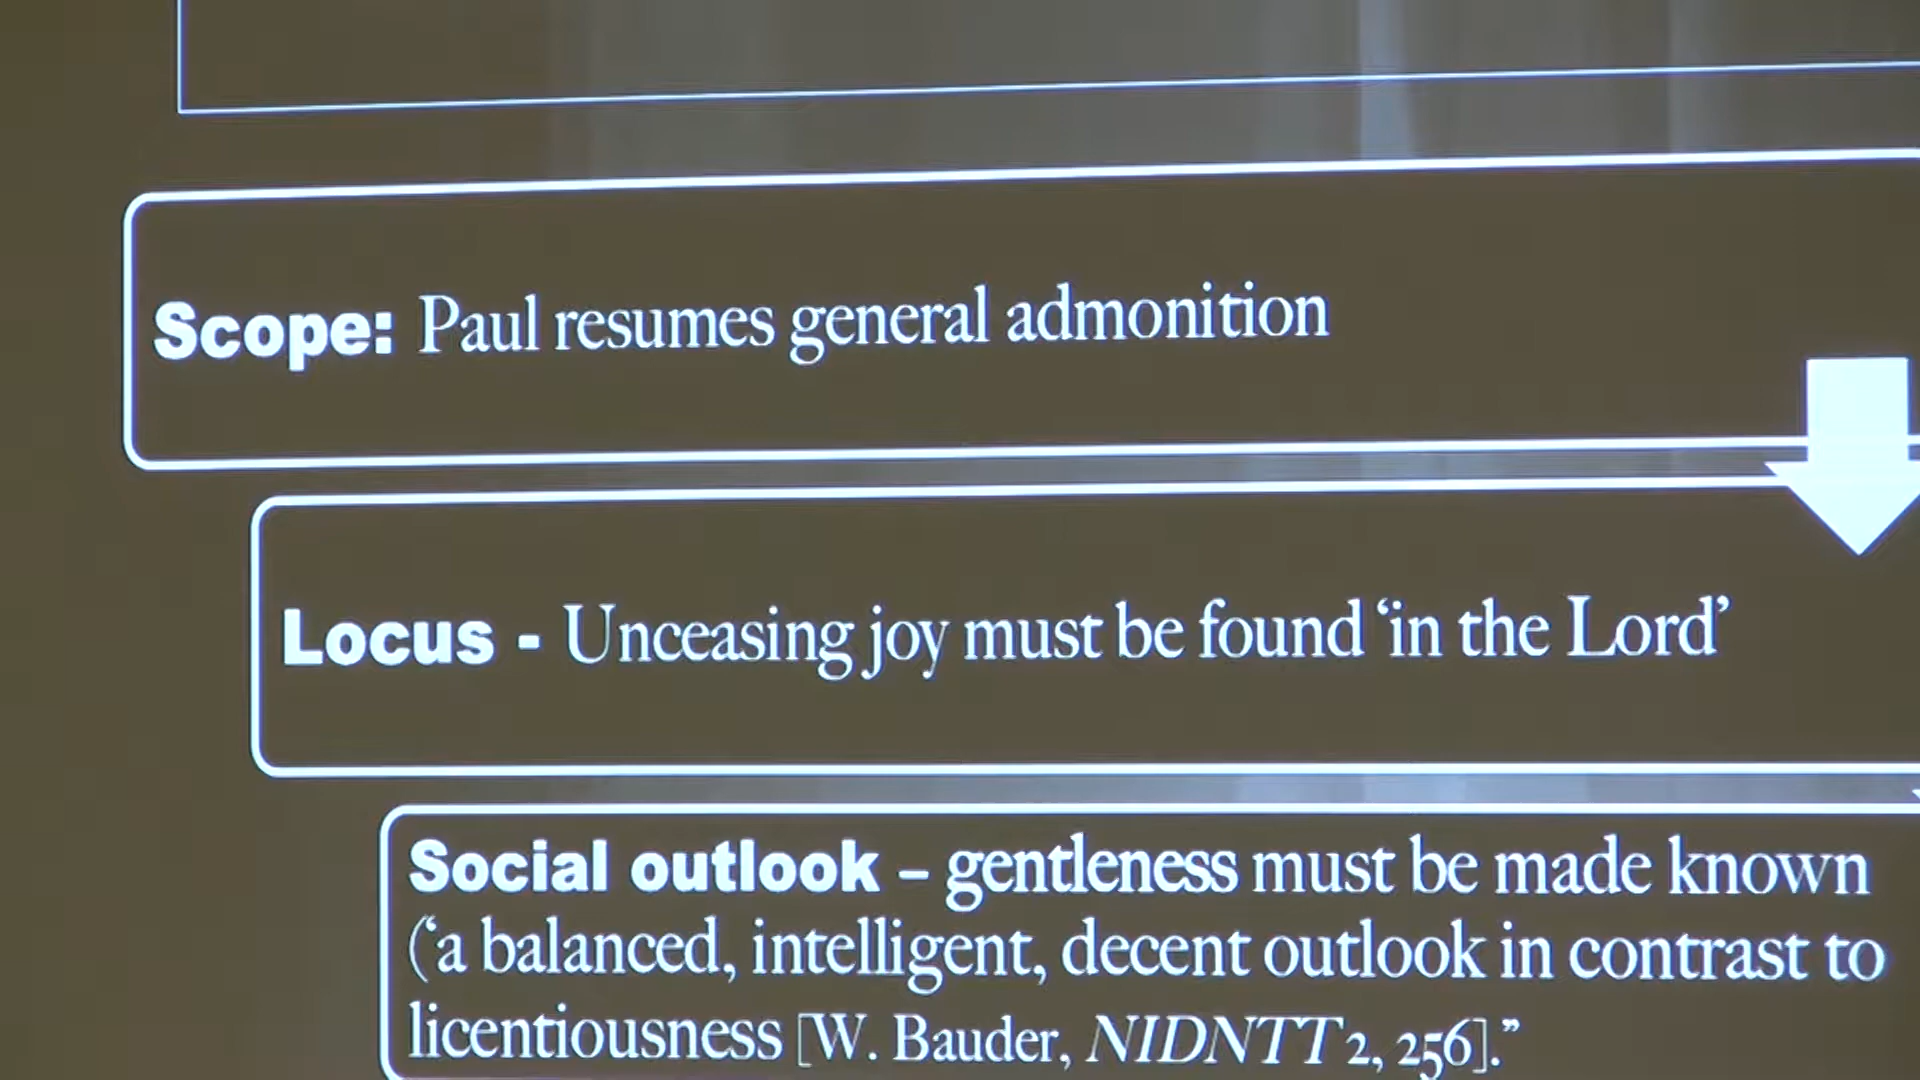 Scope: Paul resumes general admonition
Locus - Unceasing joy must be found ‘in the Lord’
Social outlook – gentleness must be made known
(‘a balanced, intelligent, decent outlook in contrast to
licentiousness [W. Bauder, NIDNTT 2, 256].”